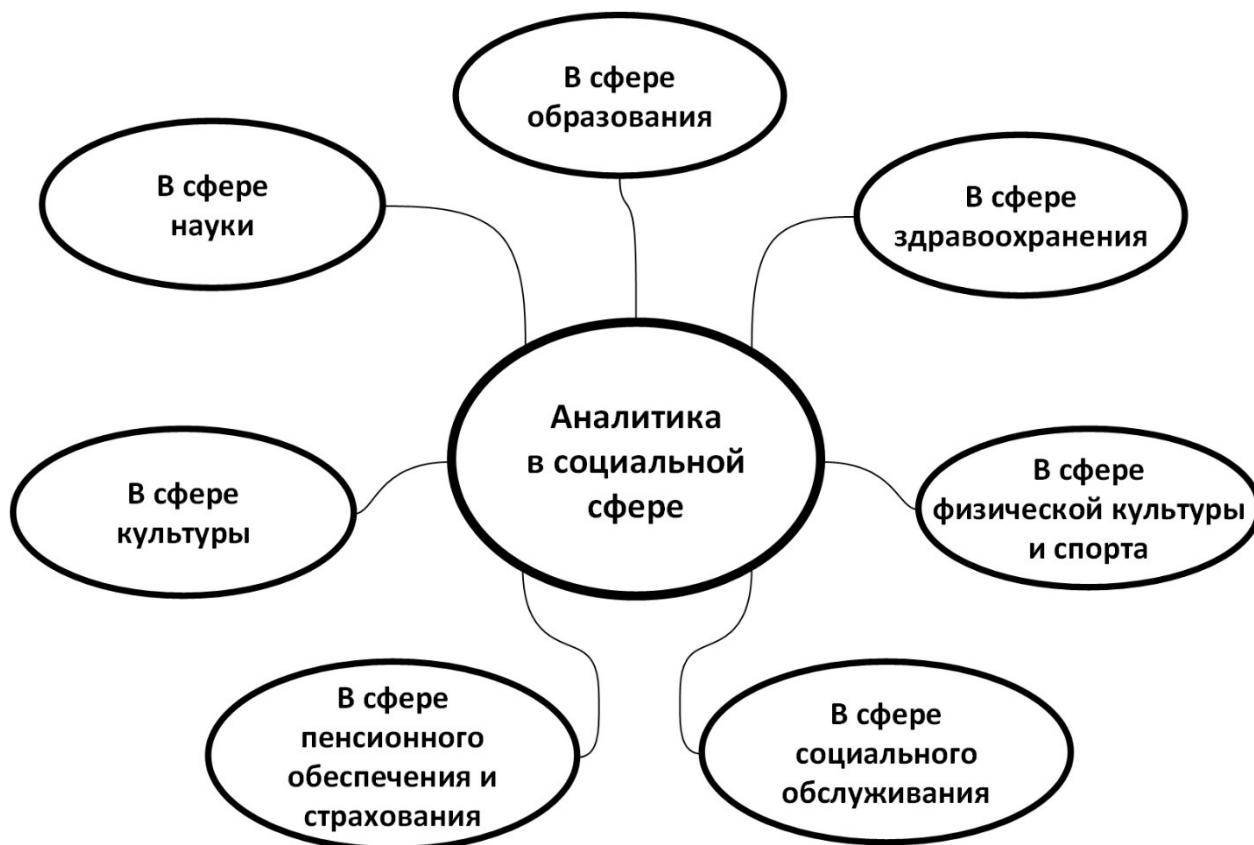 В сфере
образования
В сфере
науки
В сфере
здравоохранения
Аналитика
в социальной
сфере
В сфере
культуры
В сфере
физической культуры
и спорта
В сфере
пенсионного
обеспечения и
страхования
В сфере
социального
обслуживания